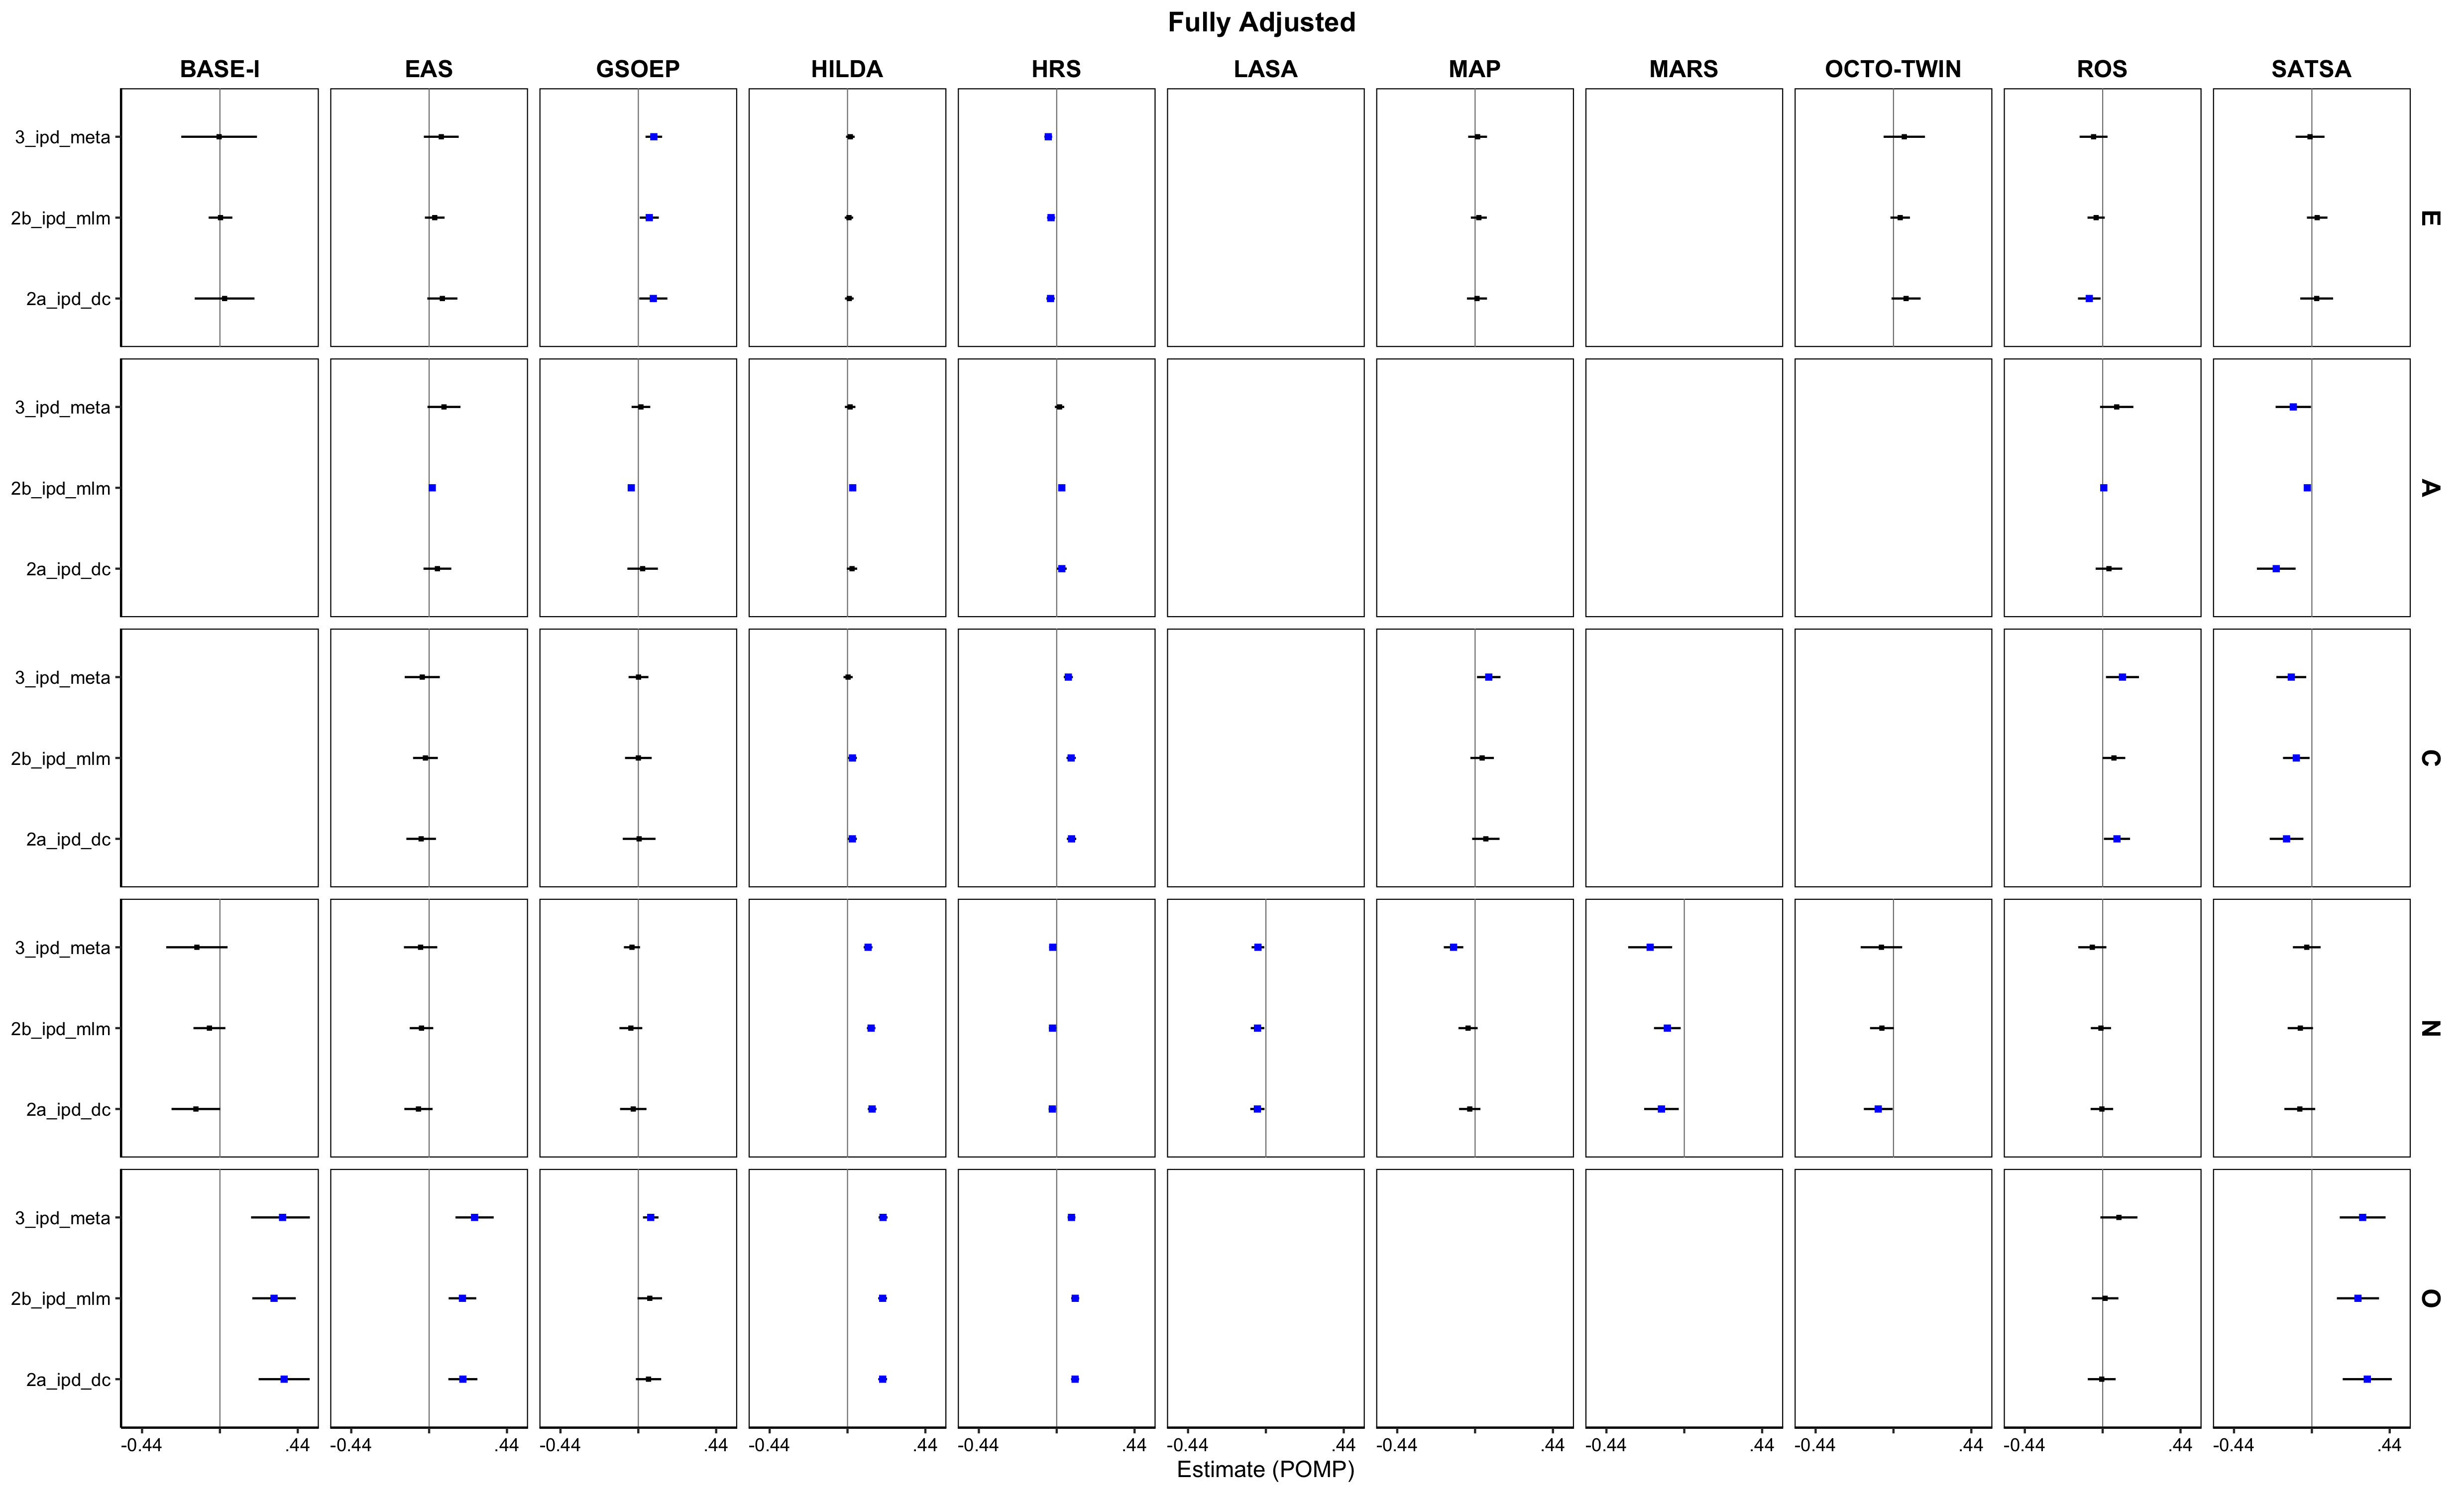 Fully Adjusted
BASE-I EAS GSOEP HILDA HRS LASA MAP MARS OCTO-TWIN ROS SATSA
3_ipd_meta
2b_ipd_mlm
2a_ipd_dc
E
3_ipd_meta
2b_ipd_mlm
2a_ipd_dc
A
3_ipd_meta
2b_ipd_mlm
2a_ipd_dc
C
3_ipd_meta
2b_ipd_mlm
2a_ipd_dc
N
3_ipd_meta
2b_ipd_mlm
2a_ipd_dc
O
-0.44 .44 -0.44 .44 -0.44 .44 -0.44 .44 -0.44 .44 -0.44 .44 -0.44 .44 -0.44 .44 -0.44 .44 -0.44 .44 -0.44 .44
Estimate (POMP)